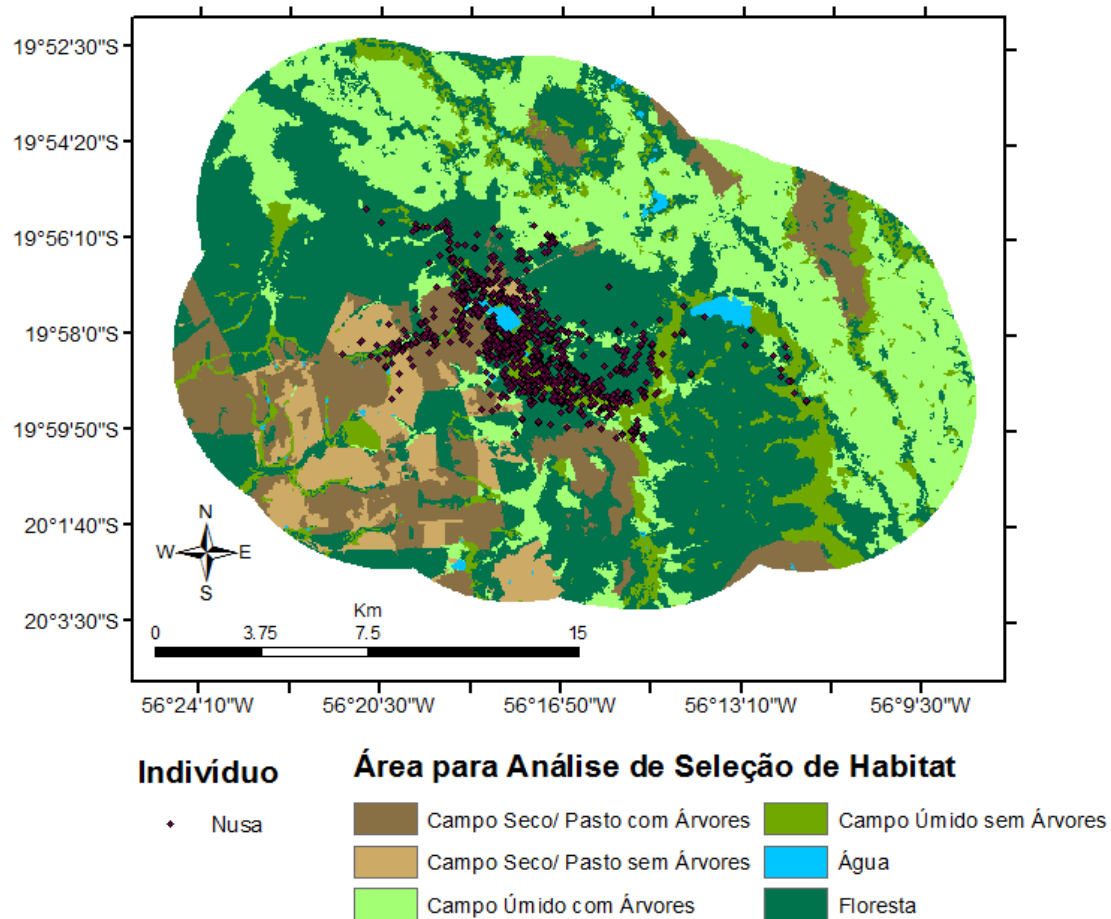 19°52'30"S
19°54'20"S
19°56'10"S
19°58'0"S
19°59'50"S
20°1'40"S
20°3'30"S
N
W E
S
Km
0 3.75 7.5 15
56°24'10"W 56°20'30"W 56°16'50"W 56°13'10"W 56°9'30"W
Indivíduo Área para Análise de Seleção de Habitat
Nusa Campo Seco/ Pasto com Árvores Campo Úmido sem Árvores
Campo Seco/ Pasto sem Árvores Água
Campo Úmido com Árvores Floresta